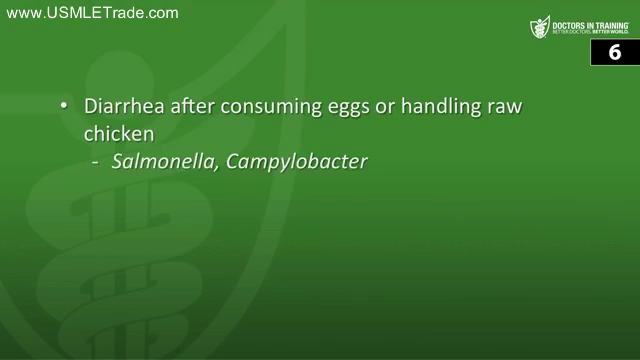 www.USMLETrade.com
DOCTORS IN TRAINING
BETTER DOCTORS. BETTER WORLD.
6
• Diarrhea after consuming eggs or handling raw
chicken
- Salmonella, Campylobacter